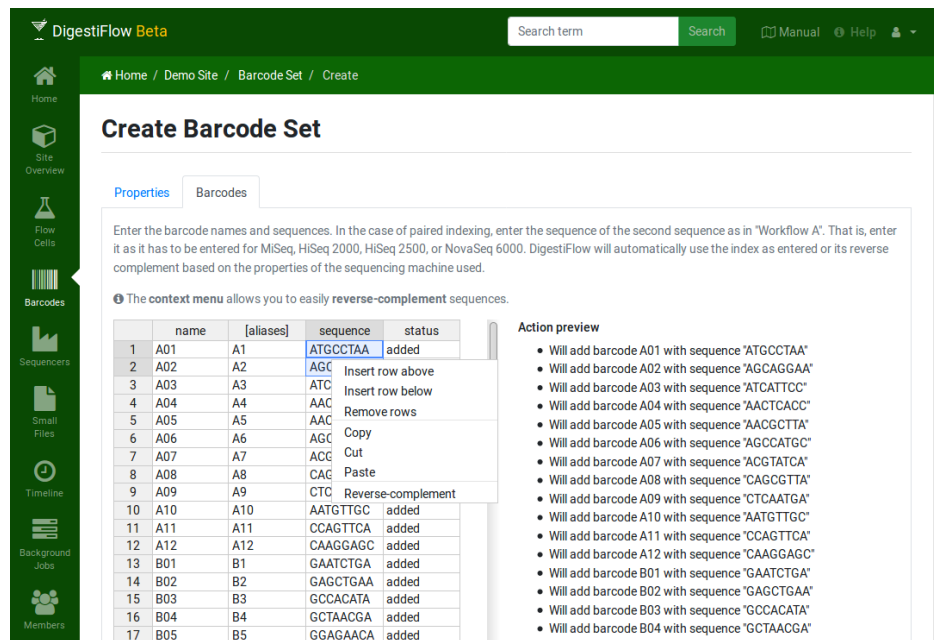 DigestiFlow Beta
Search term
Search
Manual
Help
Home / Demo Site / Barcode Set / Create
Home
Site
Overview
Flow
Cells
Barcodes
Sequencers
Small
Files
Timeline
Background
Jobs
Members
Create Barcode Set
Properties
Barcodes
Enter the barcode names and sequences. In the case of paired indexing, enter the sequence of the second sequence as in "Workflow A". That is, enter
it as it has to be entered for MiSeq, HiSeq 2000, HiSeq 2500, or NovaSeq 6000. DigestiFlow will automatically use the index as entered or its reverse
complement based on the properties of the sequencing machine used.
The context menu allows you to easily reverse-complement sequences.
name [aliases] sequence status
1 A01 A1 ATGCCTAA added
2 A02 A2 AGC
3 A03 A3 ATC
4 A04 A4 AAC
5 A05 A5 AAC
6 A06 A6 AGC
7 A07 A7 ACG
8 A08 A8 CAG
9 A09 A9 CTC
10 A10 A10 AATGTTGC added
11 A11 A11 CCAGTTCA added
12 A12 A12 CAAGGAGC added
13 B01 B1 GAATCTGA added
14 B02 B2 GAGCTGAA added
15 B03 B3 GCCACATA added
16 B04 B4 GCTAACGA added
17 B05 B5 GGAGAACA added
Insert row above
Insert row below
Remove rows
Copy
Cut
Paste
Reverse-complement
Action preview
Will add barcode A01 with sequence "ATGCCTAA"
Will add barcode A02 with sequence "AGCAGGAA"
Will add barcode A03 with sequence "ATCATTCC"
Will add barcode A04 with sequence "AACTCACC"
Will add barcode A05 with sequence "AACGCTTA"
Will add barcode A06 with sequence "AGCCATGC"
Will add barcode A07 with sequence "ACGTATCA"
Will add barcode A08 with sequence "CAGCGTTA"
Will add barcode A09 with sequence "CTCAATGA"
Will add barcode A10 with sequence "AATGTTGC"
Will add barcode A11 with sequence "CCAGTTCA"
Will add barcode A12 with sequence "CAAGGAGC"
Will add barcode B01 with sequence "GAATCTGA"
Will add barcode B02 with sequence "GAGCTGAA"
Will add barcode B03 with sequence "GCCACATA"
Will add barcode B04 with sequence "GCTAACGA"